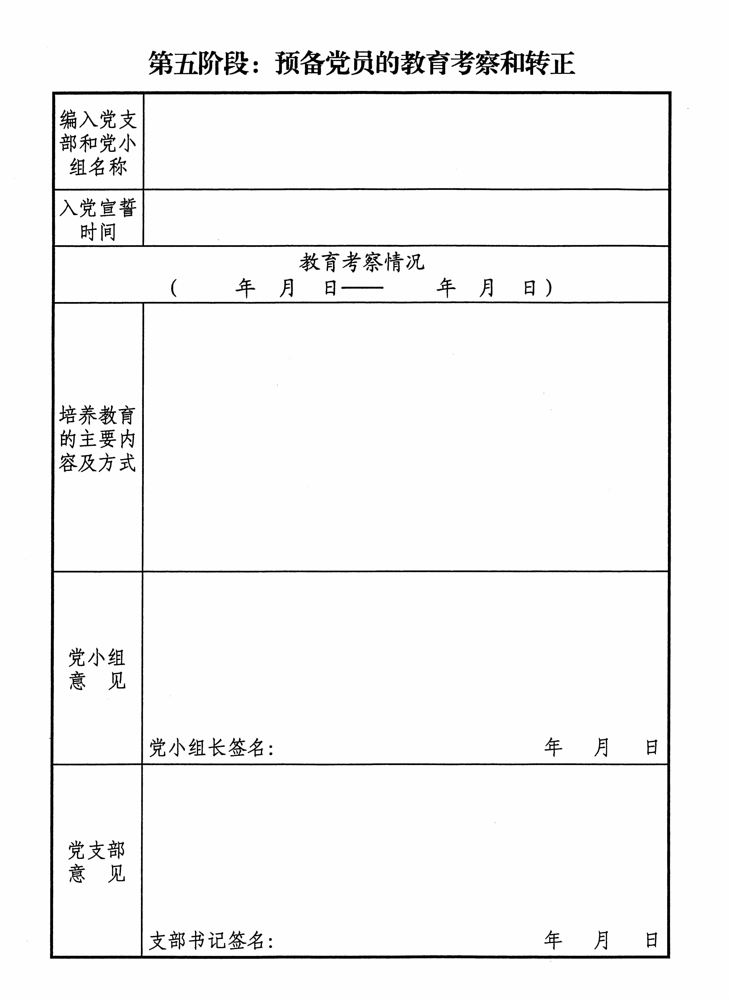 第五阶段：预备党员的教育考察和转正
编入党支
部和党小
组名称
入党宣誓
时间
教育考察情况
（　　年　月　日——　　年　月　日）
培养教育
的主要内
容及方式
党小组
意　见
党小组长签名：　　年　月　日
党支部
意　见
支部书记签名：　　年　月　日